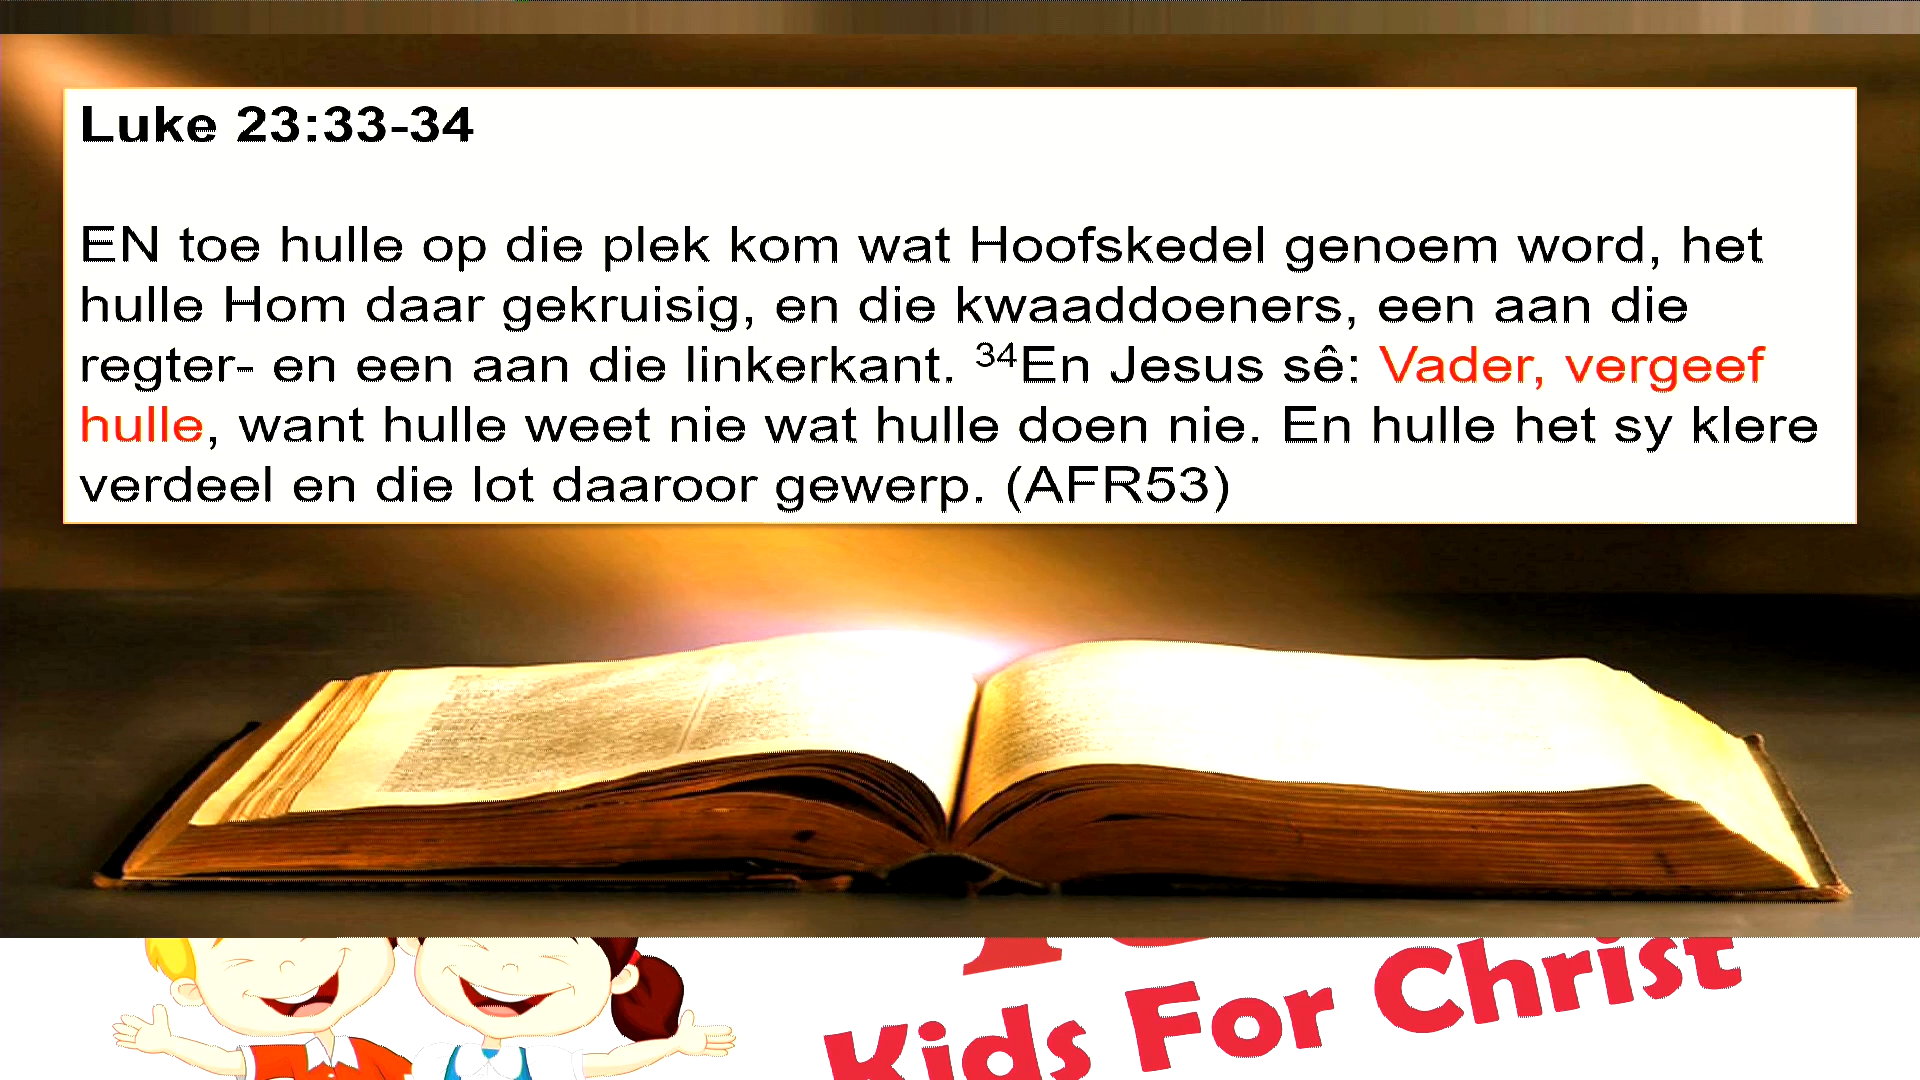 Luke 23:33-34
EN toe hulle op die plek kom wat Hoofskedel genoem word, het
hulle Hom daar gekruisig, en die kwaaddoeners, een aan die
regter- en een aan die linkerkant. ³⁴En Jesus sê: Vader, vergeef
hulle, want hulle weet nie wat hulle doen nie. En hulle het sy klere
verdeel en die lot daaroor gewerp. (AFR53)
Kids For Christ